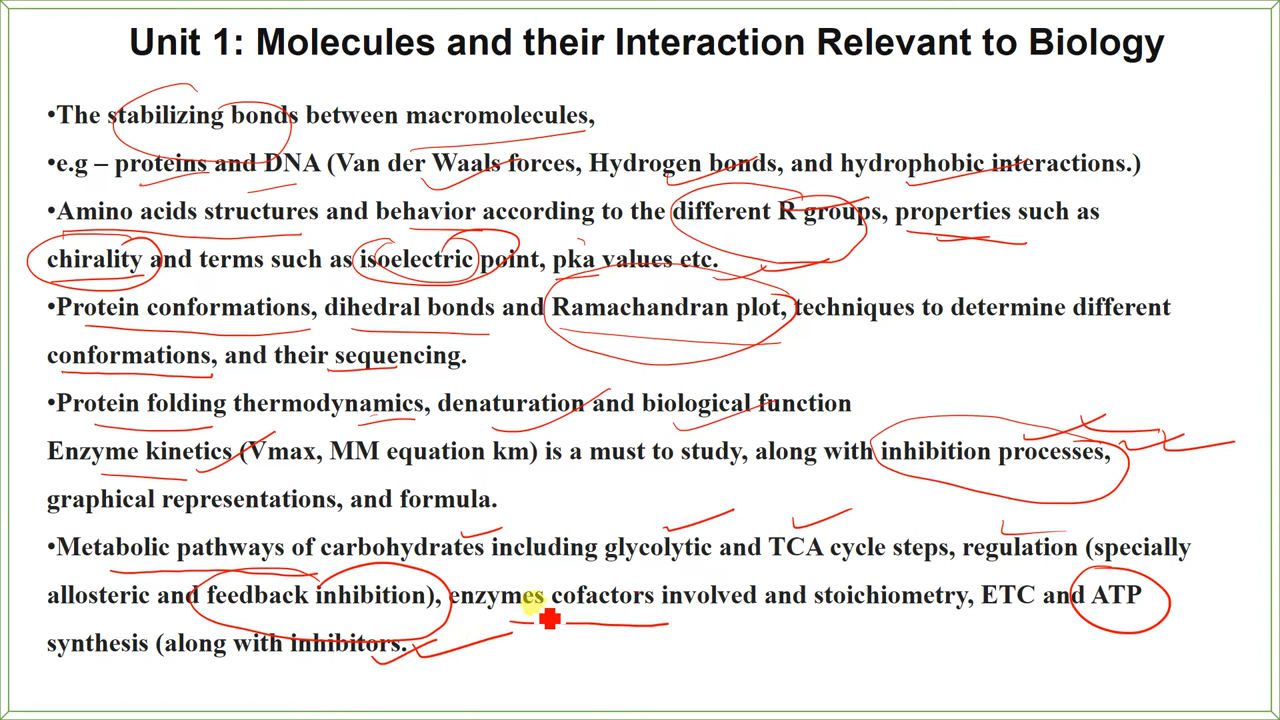 Unit 1: Molecules and their Interaction Relevant to Biology
•The stabilizing bonds between macromolecules,
•e.g – proteins and DNA (Van der Waals forces, Hydrogen bonds, and hydrophobic interactions.)
•Amino acids structures and behavior according to the different R groups, properties such as
chirality and terms such as isoelectric point, pka values etc.
•Protein conformations, dihedral bonds and Ramachandran plot, techniques to determine different
conformations, and their sequencing.
•Protein folding thermodynamics, denaturation and biological function
Enzyme kinetics (Vmax, MM equation km) is a must to study, along with inhibition processes,
graphical representations, and formula.
•Metabolic pathways of carbohydrates including glycolytic and TCA cycle steps, regulation (specially
allosteric and feedback inhibition), enzymes cofactors involved and stoichiometry, ETC and ATP
synthesis (along with inhibitors.